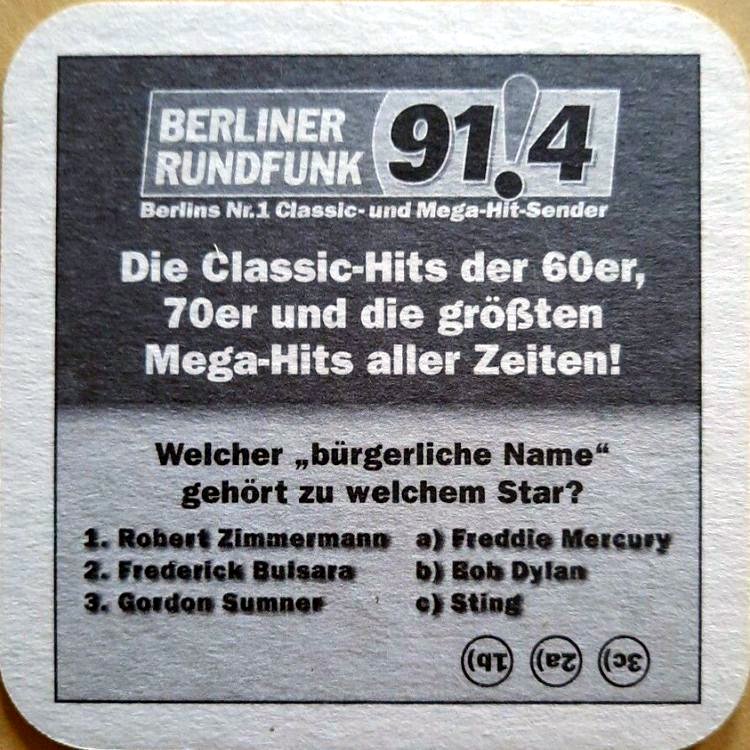 BERLINER
RUNDFUNK 91!4
Berlins Nr.1 Classic- und Mega-Hit-Sender
Die Classic-Hits der 60er,
70er und die größten
Mega-Hits aller Zeiten!
Welcher „bürgerliche Name“
gehört zu welchem Star?
1. Robert Zimmermann a) Freddie Mercury
2. Frederick Bulsara b) Bob Dylan
3. Gordon Sumner c) Sting
1b) 2a) 3c)